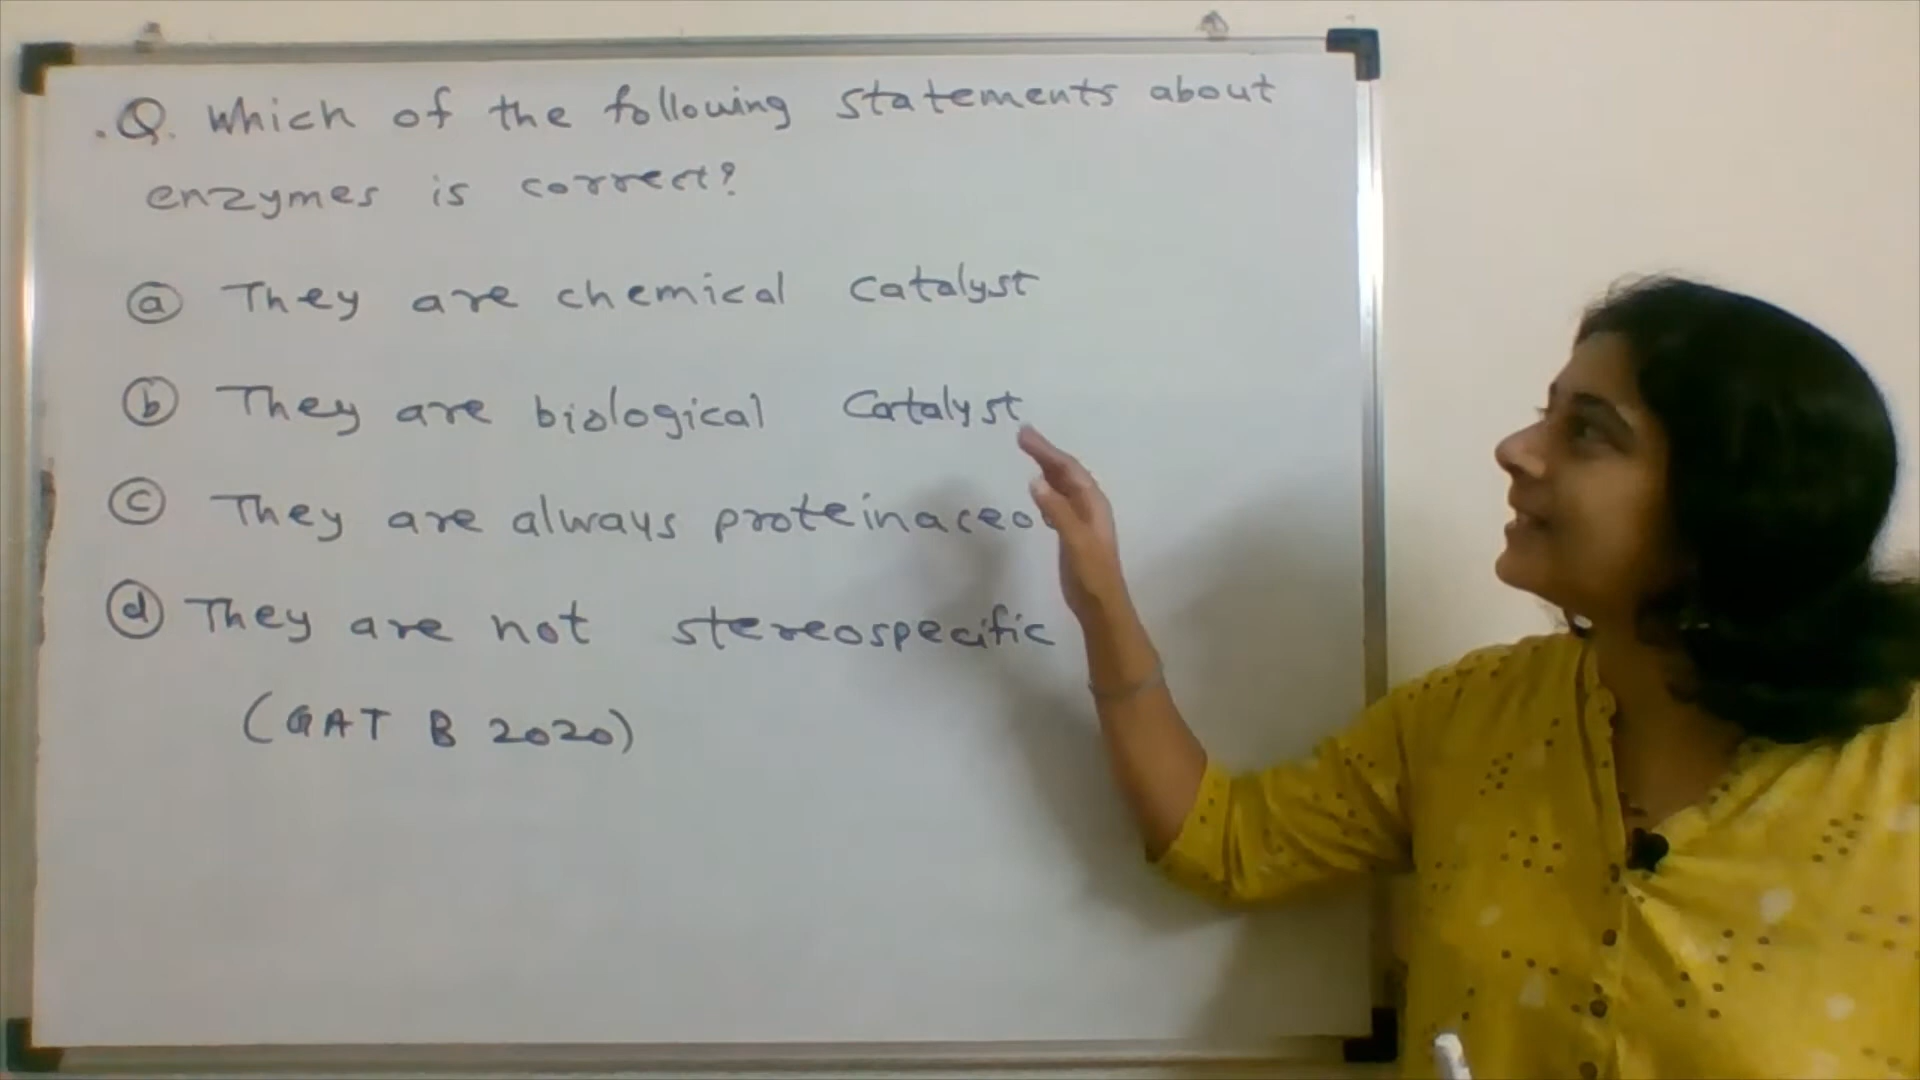 .Q. Which of the following statements about
enzymes is correct?
a They are chemical catalyst
b They are biological Catalyst
c They are always
d They are not stereospecific
(GAT B 2020)